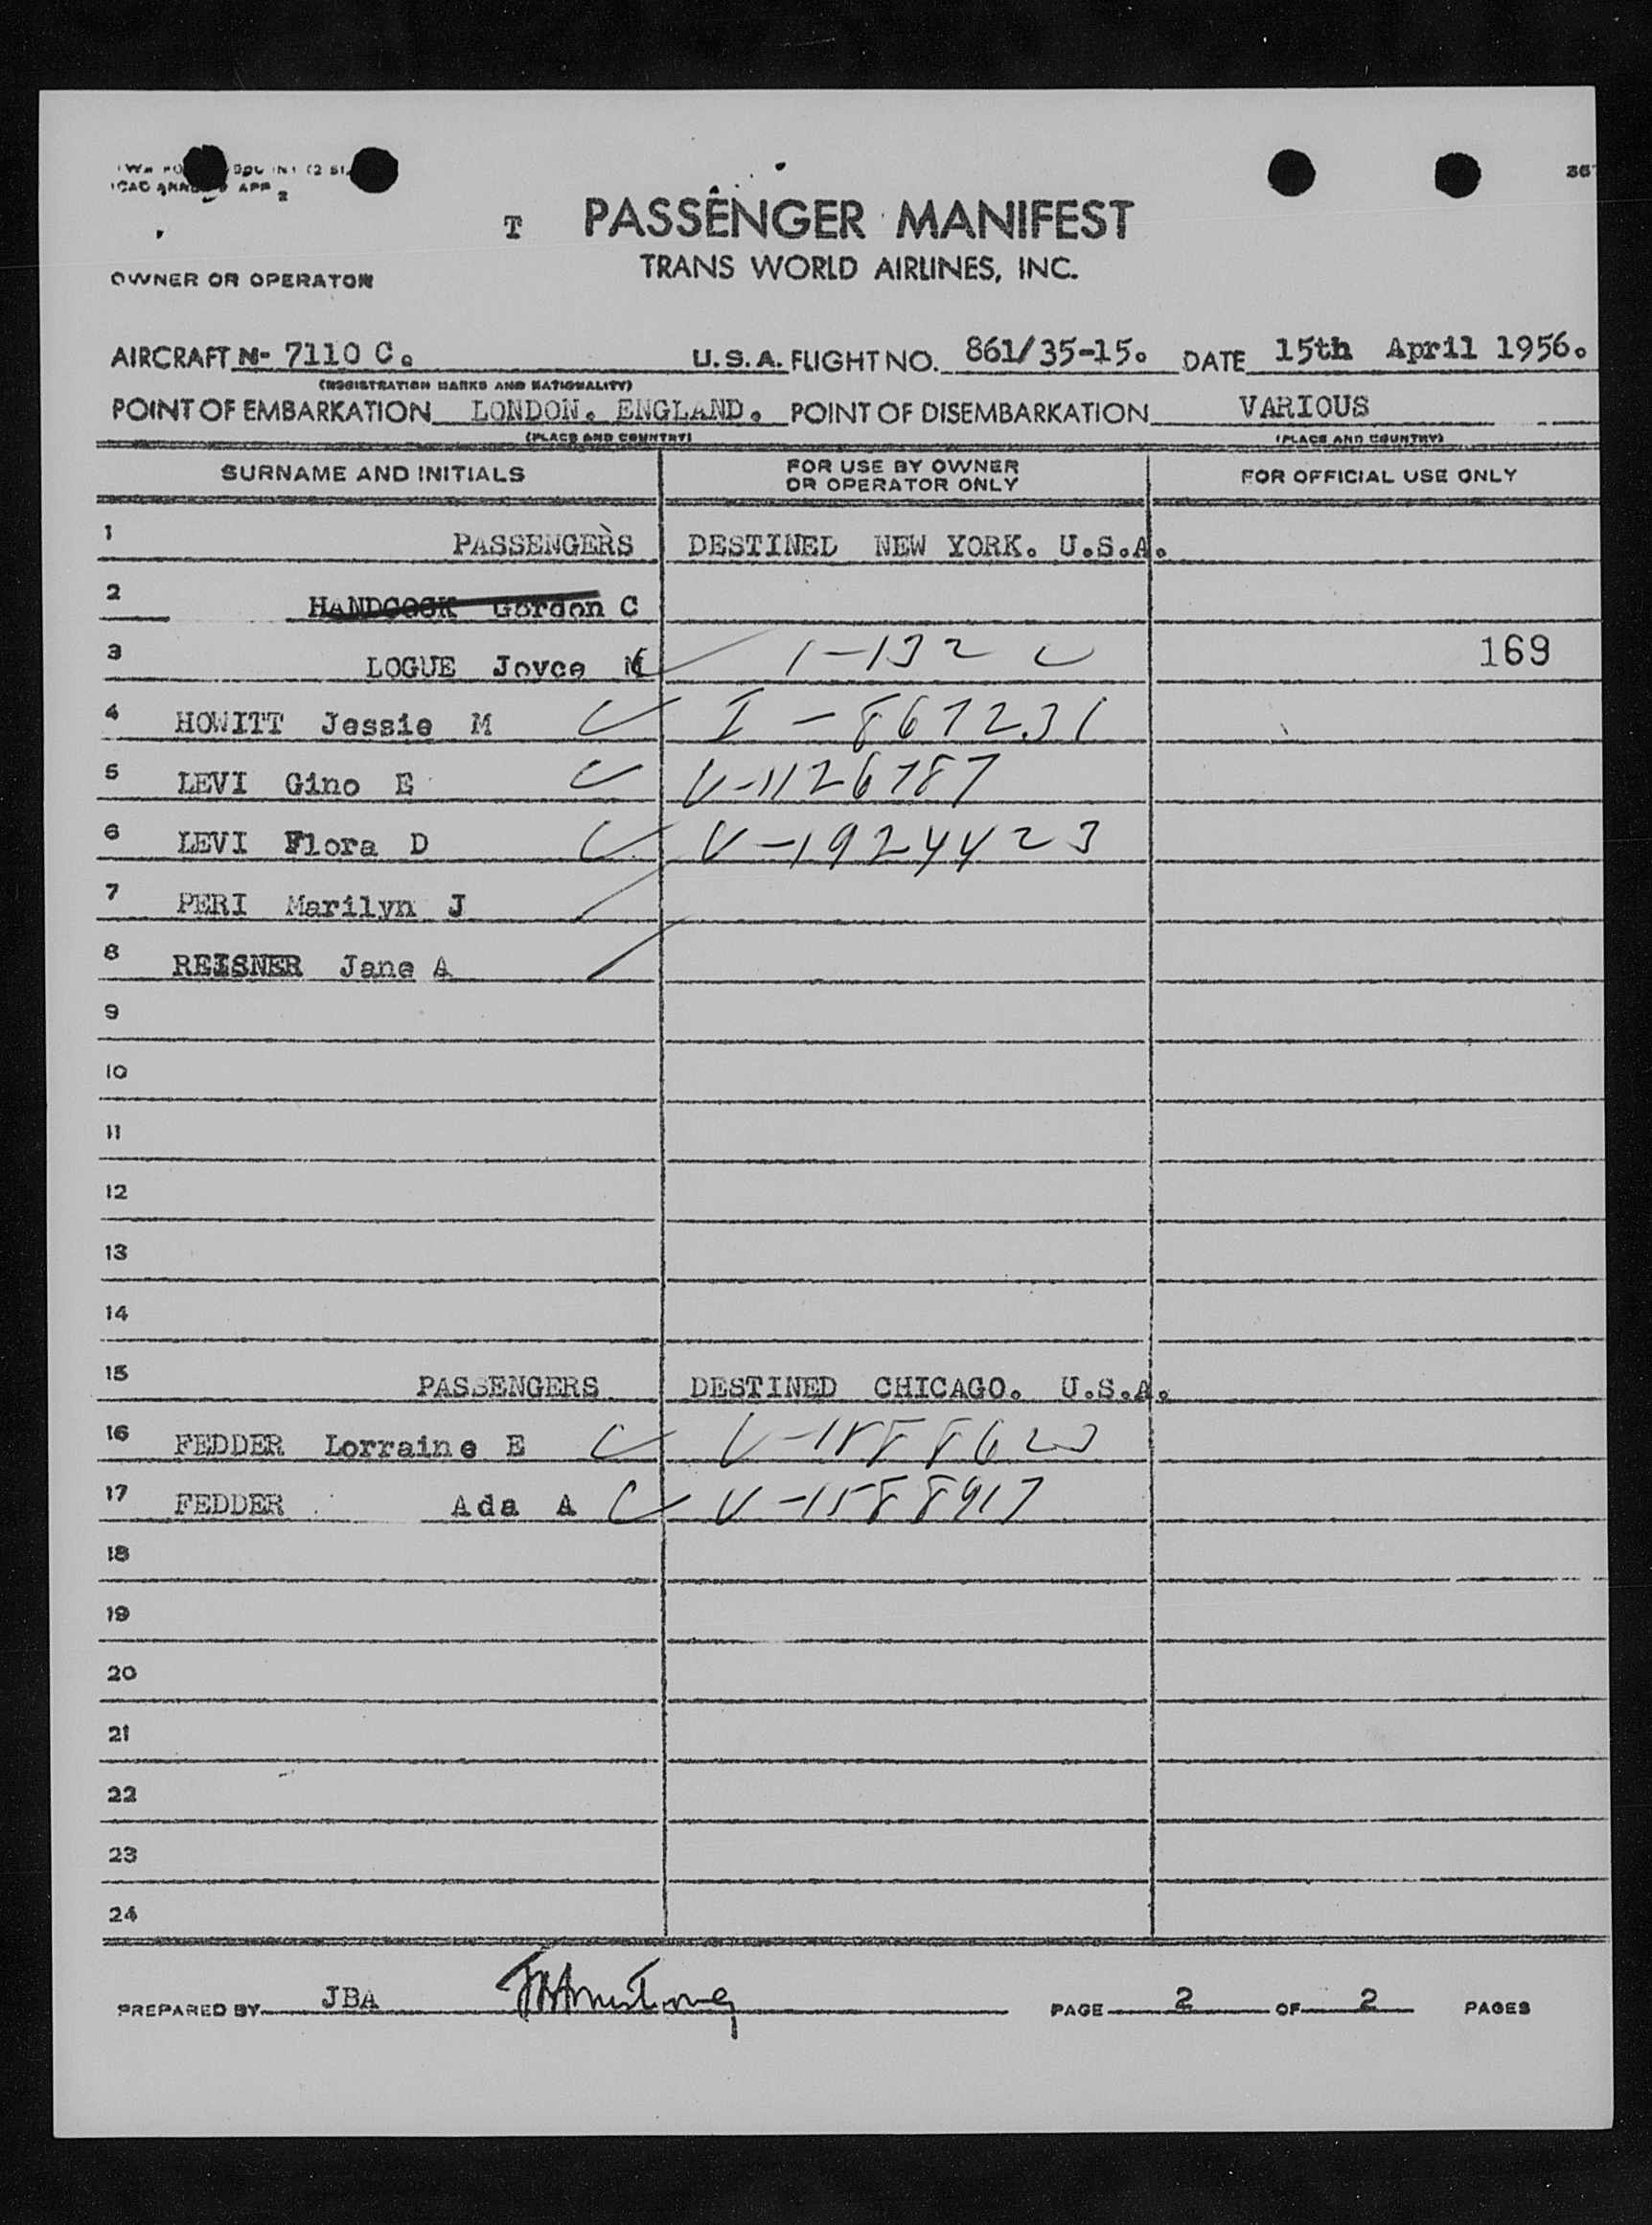 T PASSENGER MANIFEST
TRANS WORLD AIRLINES, INC.
OWNER OR OPERATOR
AIRCRAFT N- 7110 C. U.S.A. FLIGHT NO. 861/35-15. DATE 15th April 1956.
(REGISTRATION MARKS AND NATIONALITY)
POINT OF EMBARKATION LONDON. ENGLAND. POINT OF DISEMBARKATION VARIOUS
(PLACE AND COUNTRY) (PLACE AND COUNTRY)
SURNAME AND INITIALS FOR USE BY OWNER OR OPERATOR ONLY FOR OFFICIAL USE ONLY
1 PASSENGERS DESTINED NEW YORK. U.S.A.
2 HANDCOCK Gordon C
3 LOGUE Joyce M 1-132 169
4 HOWITT Jessie M I-867231
5 LEVI Gino E V-1126787
6 LEVI Flora D V-1924423
7 PERI Marilyn J
8 REISNER Jane A
9
10
11
12
13
14
15 PASSENGERS DESTINED CHICAGO. U.S.A.
16 FEDDER Lorraine E
17 FEDDER Ada A V-1588917
18
19
20
21
22
23
24
PREPARED BY JBA PAGE 2 OF 2 PAGES